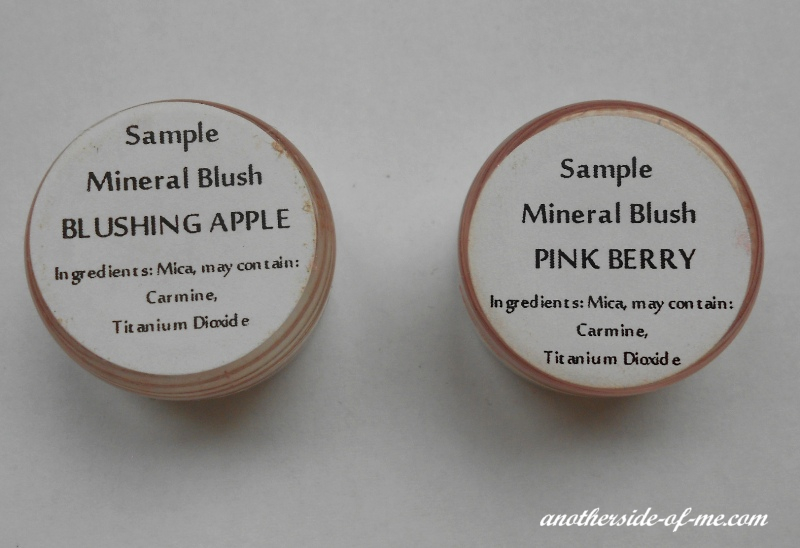 Sample
Mineral Blush
BLUSHING APPLE
Ingredients: Mica, may contain:
Carmine,
Titanium Dioxide
Sample
Mineral Blush
PINK BERRY
Ingredients: Mica, may contain:
Carmine,
Titanium Dioxide
anotherside-of-me.com